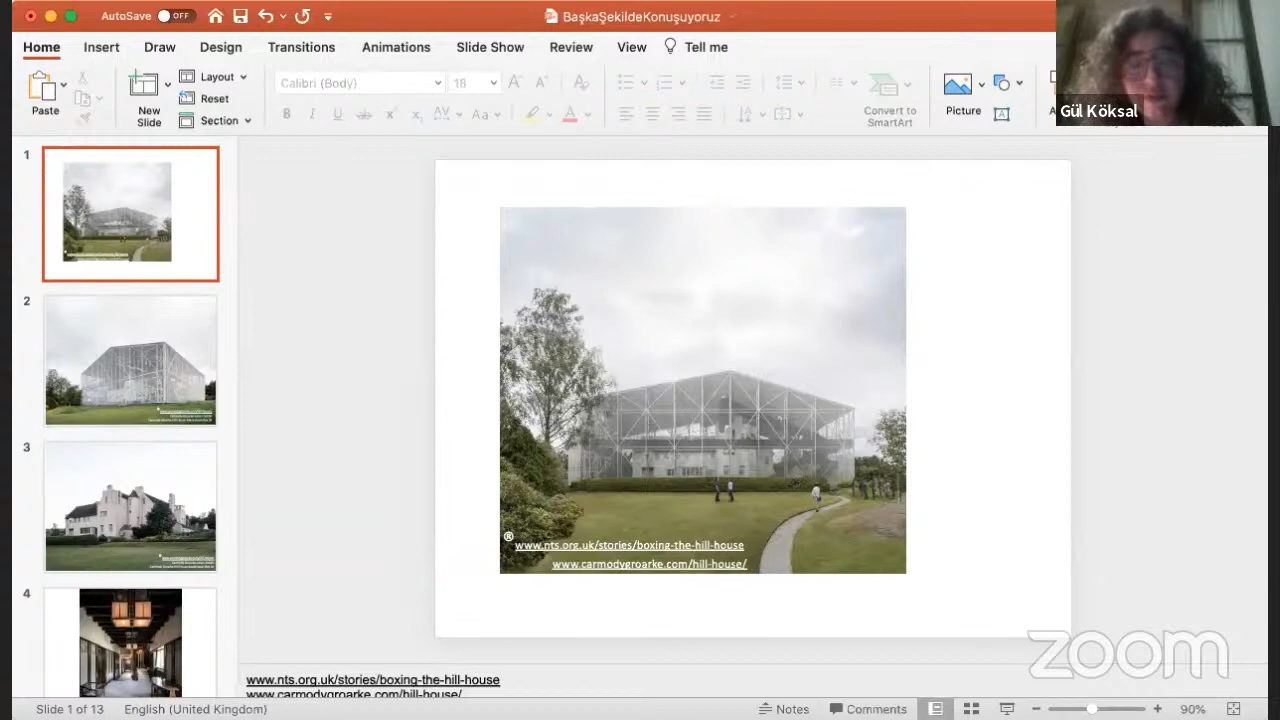 AutoSave OFF
BaşkaŞekildeKonuşuyoruz
Home Insert Draw Design Transitions Animations Slide Show Review View Tell me
Paste
New
Slide
Layout
Reset
Section
Calibri (Body) 18
Convert to
SmartArt
Picture
Gül Köksal
1
2
3
4
www.nts.org.uk/stories/boxing-the-hill-house
www.carmodygroarke.com/hill-house/
zoom
www.nts.org.uk/stories/boxing-the-hill-house
www.carmodygroarke.com/hill-house/
Slide 1 of 13 English (United Kingdom) Notes Comments 90%